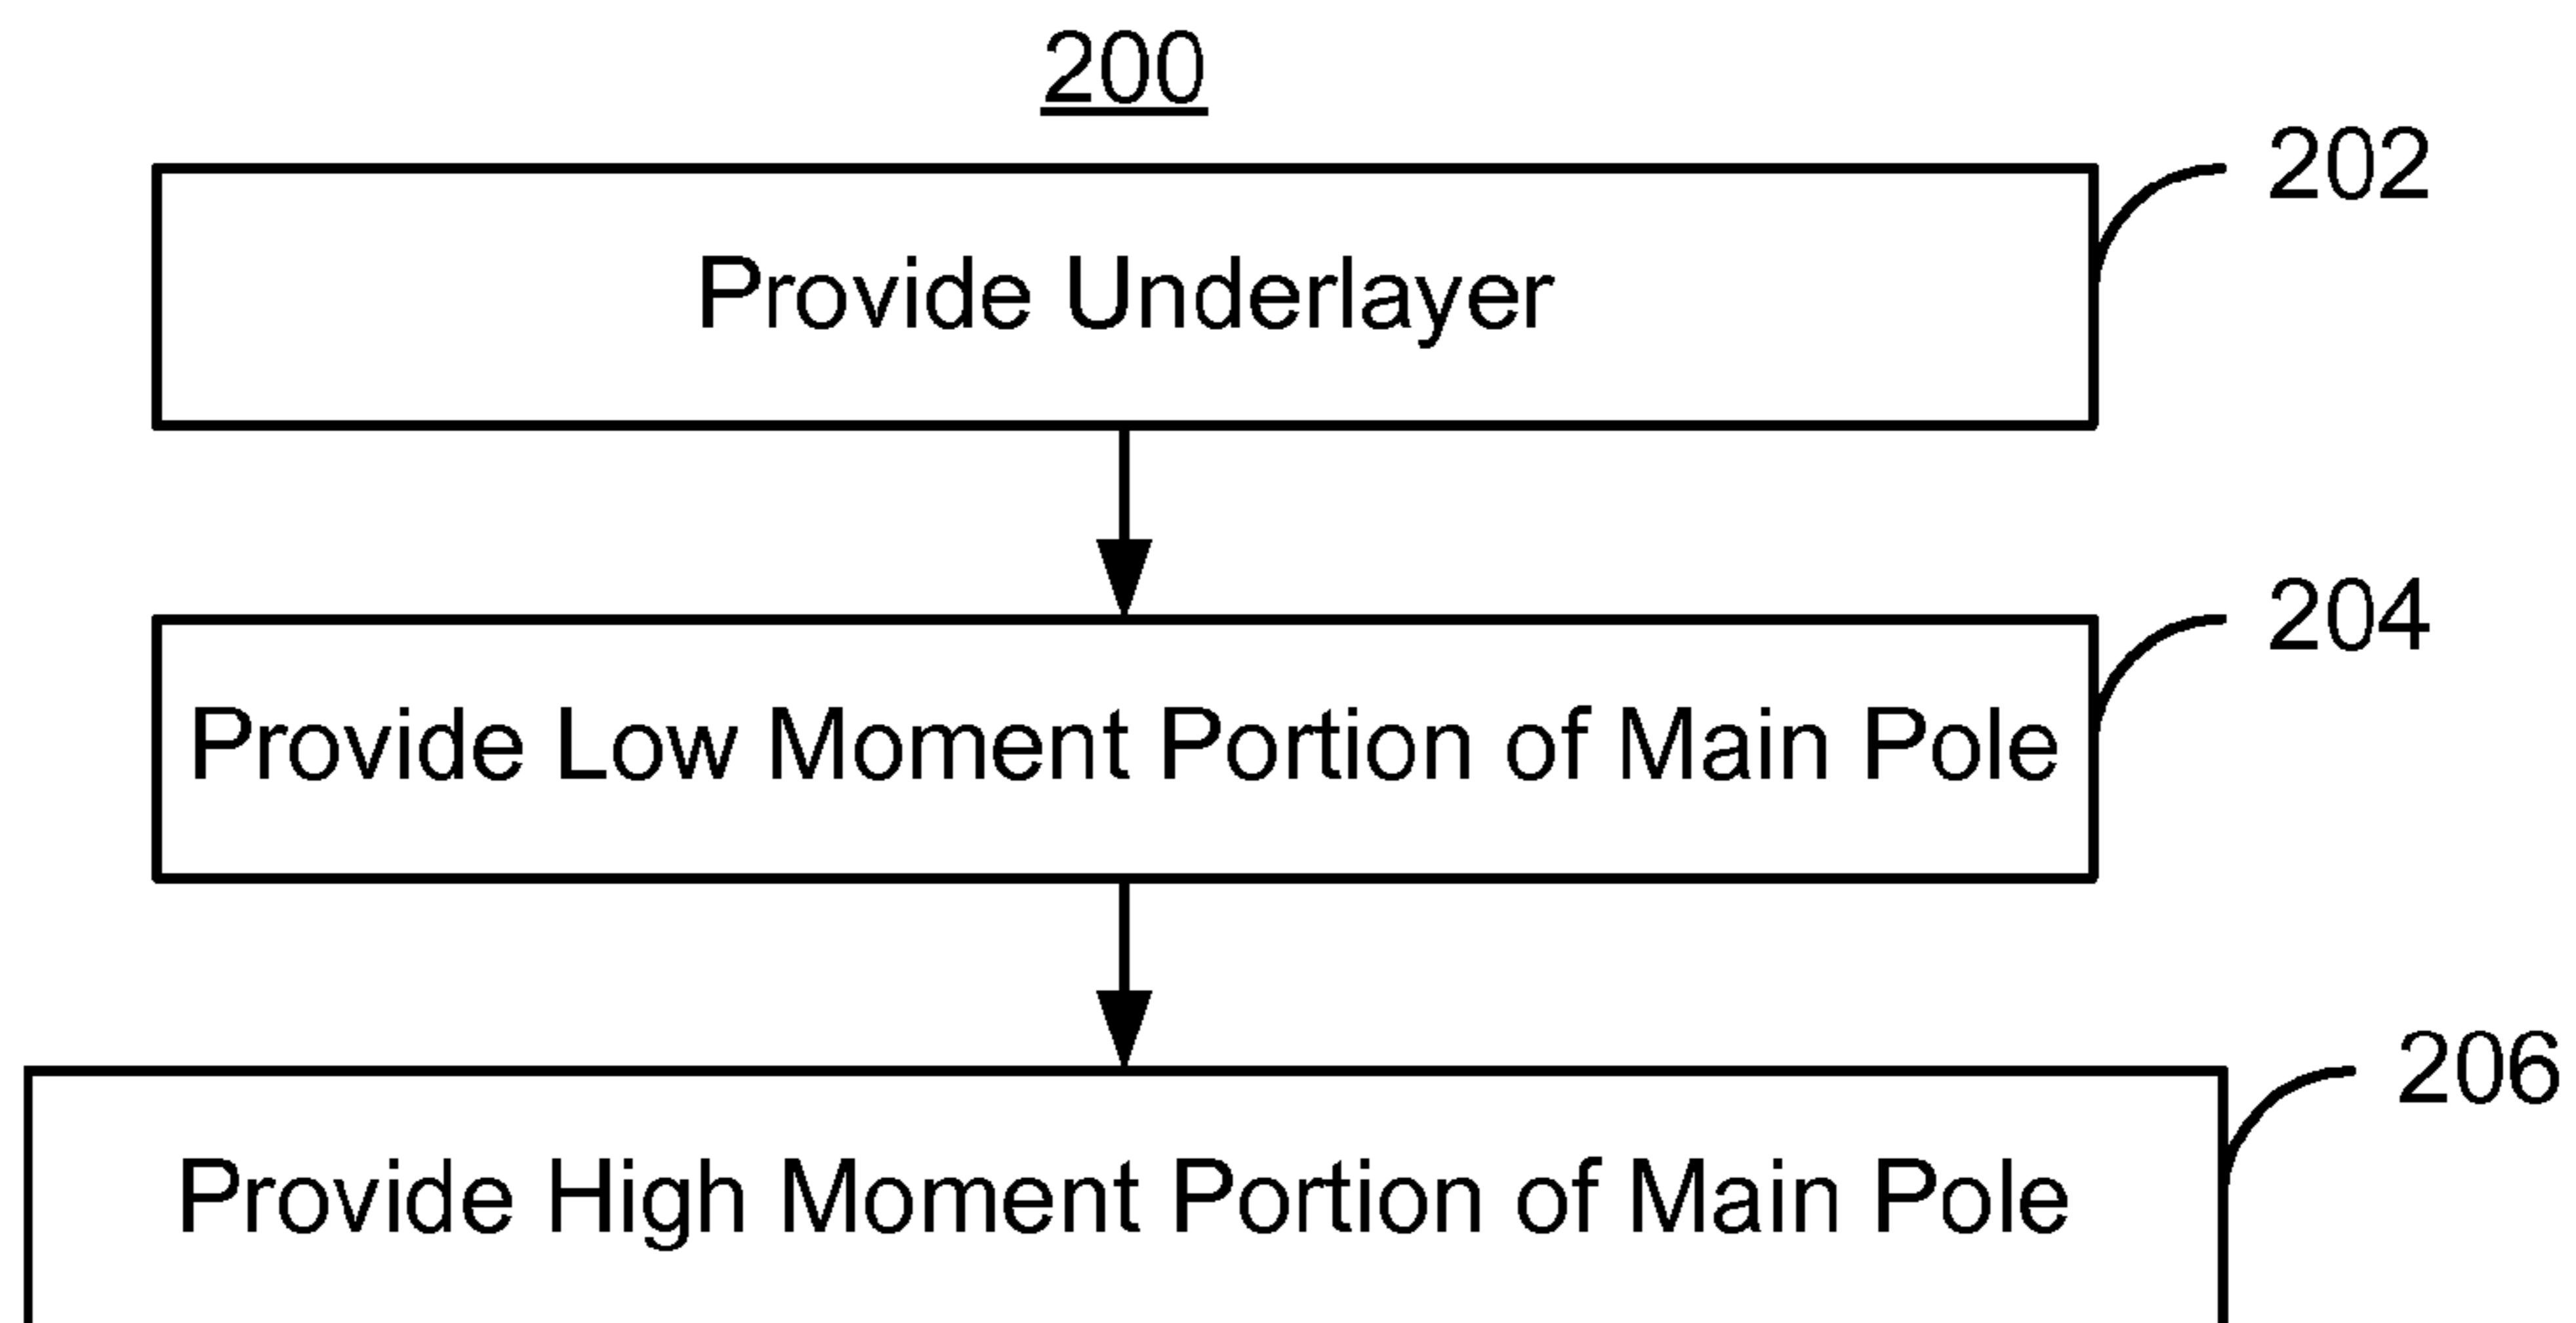 200
202
Provide Underlayer
204
Provide Low Moment Portion of Main Pole
206
Provide High Moment Portion of Main Pole